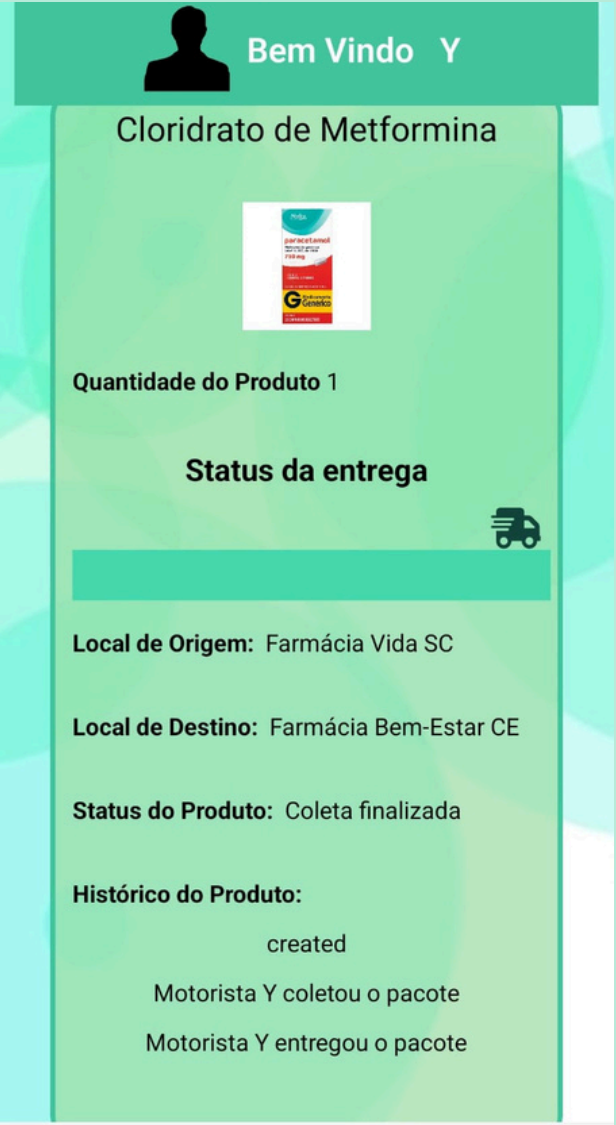 Bem Vindo Y
Cloridrato de Metformina
paracetamol
750 mg
G Medicamento
Genérico
Quantidade do Produto 1
Status da entrega
Local de Origem: Farmácia Vida SC
Local de Destino: Farmácia Bem-Estar CE
Status do Produto: Coleta finalizada
Histórico do Produto:
created
Motorista Y coletou o pacote
Motorista Y entregou o pacote